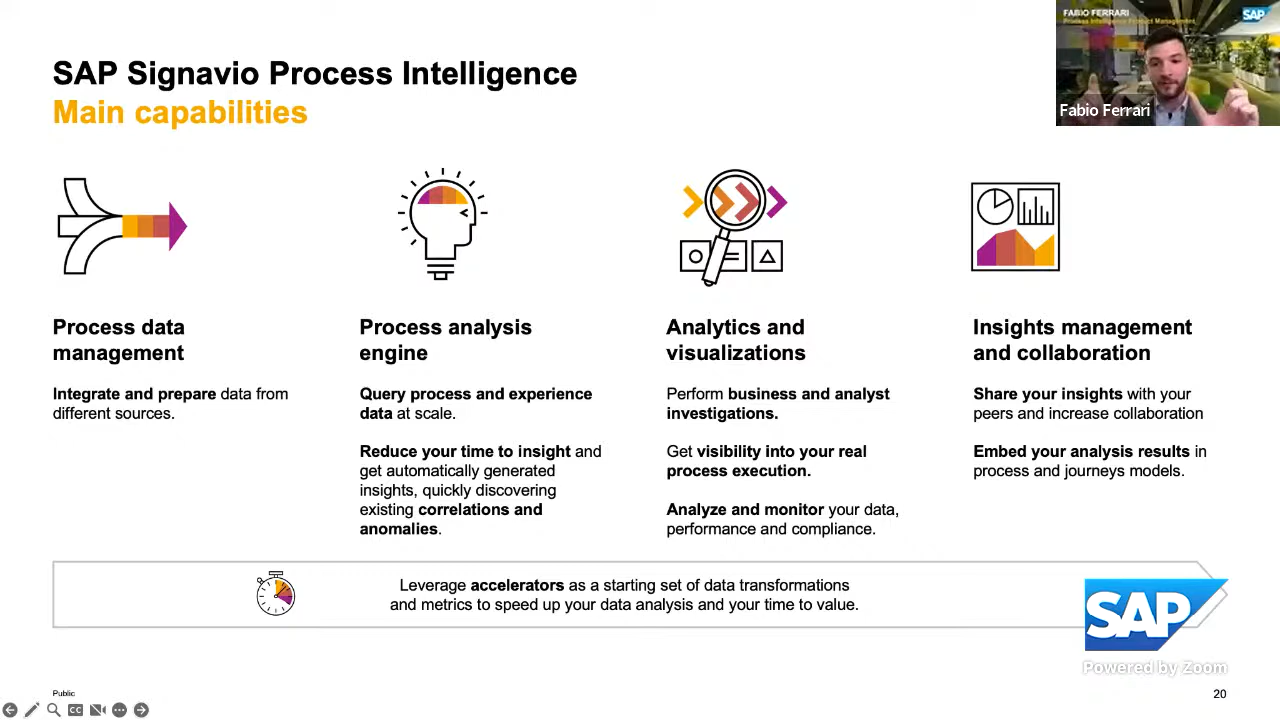 SAP Signavio Process Intelligence
Main capabilities
FABIO FERRARI
Process Intelligence Product Management
SAP
Fabio Ferrari
Process data
management
Integrate and prepare data from
different sources.
Process analysis
engine
Query process and experience
data at scale.
Reduce your time to insight and
get automatically generated
insights, quickly discovering
existing correlations and
anomalies.
Analytics and
visualizations
Perform business and analyst
investigations.
Get visibility into your real
process execution.
Analyze and monitor your data,
performance and compliance.
Insights management
and collaboration
Share your insights with your
peers and increase collaboration
Embed your analysis results in
process and journeys models.
Leverage accelerators as a starting set of data transformations
and metrics to speed up your data analysis and your time to value.
SAP
Powered by Zoom
Public
20
CC